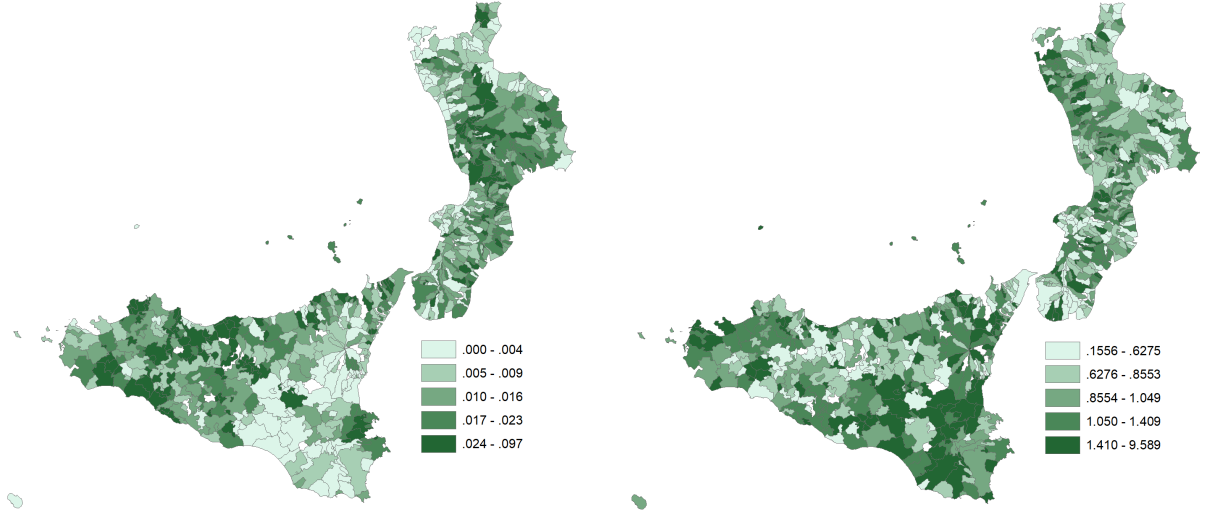 .000 - .004
.005 - .009
.010 - .016
.017 - .023
.024 - .097
.1556 - .6275
.6276 - .8553
.8554 - 1.049
1.050 - 1.409
1.410 - 9.589